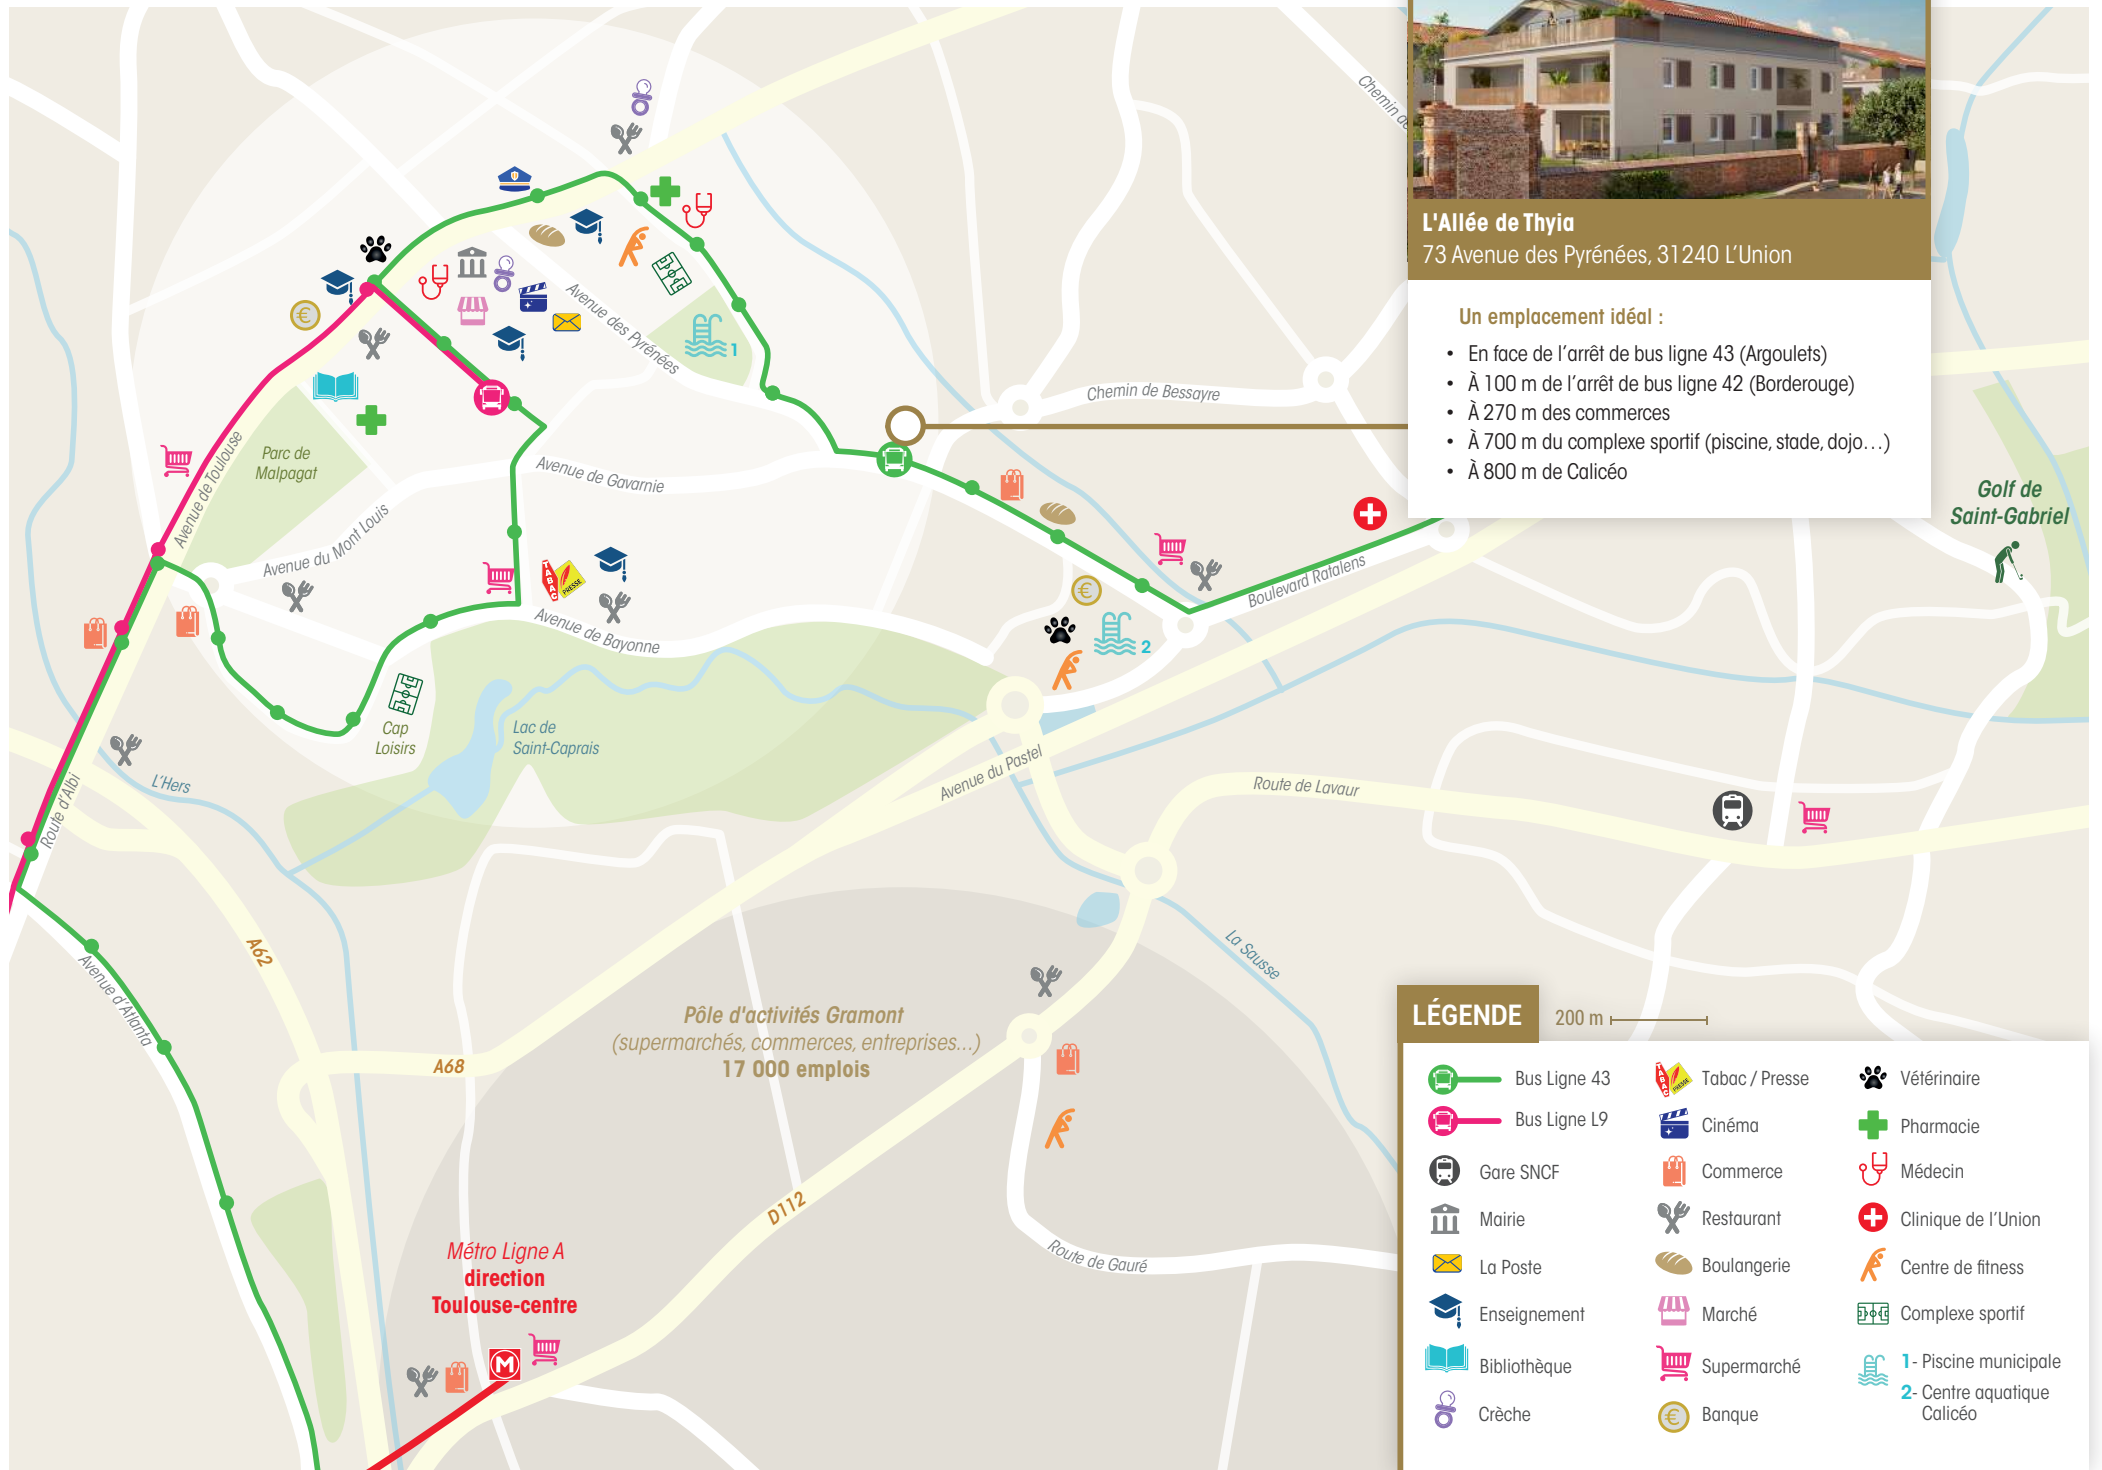 Chemin de
L'Allée de Thyia
73 Avenue des Pyrénées, 31240 L'Union
Un emplacement idéal :
• En face de l'arrêt de bus ligne 43 (Argoulets)
• À 100 m de l'arrêt de bus ligne 42 (Borderouge)
• À 270 m des commerces
• À 700 m du complexe sportif (piscine, stade, dojo…)
• À 800 m de Calicéo
Avenue des Pyrénées
1
Chemin de Bessayre
Avenue de Toulouse
Parc de
Malpagat
Avenue de Gavarnie
Avenue du Mont Louis
TABAC
PRESSE
Avenue de Bayonne
Boulevard Ratalens
2
Golf de
Saint-Gabriel
Cap
Loisirs
Lac de
Saint-Caprais
L'Hers
Route d'Albi
Avenue du Pastel
Route de Lavaur
La Sausse
A62
Avenue d'Atlanta
A68
Pôle d'activités Gramont
(supermarchés, commerces, entreprises...)
17 000 emplois
D112
Route de Gauré
Métro Ligne A
direction
Toulouse-centre
M
LÉGENDE
200 m
Bus Ligne 43
Bus Ligne L9
Gare SNCF
Mairie
La Poste
Enseignement
Bibliothèque
Crèche
TABAC
PRESSE
Tabac / Presse
Cinéma
Commerce
Restaurant
Boulangerie
Marché
Supermarché
€
Banque
Vétérinaire
Pharmacie
Médecin
Clinique de l'Union
Centre de fitness
Complexe sportif
1- Piscine municipale
2- Centre aquatique
Calicéo
€
€